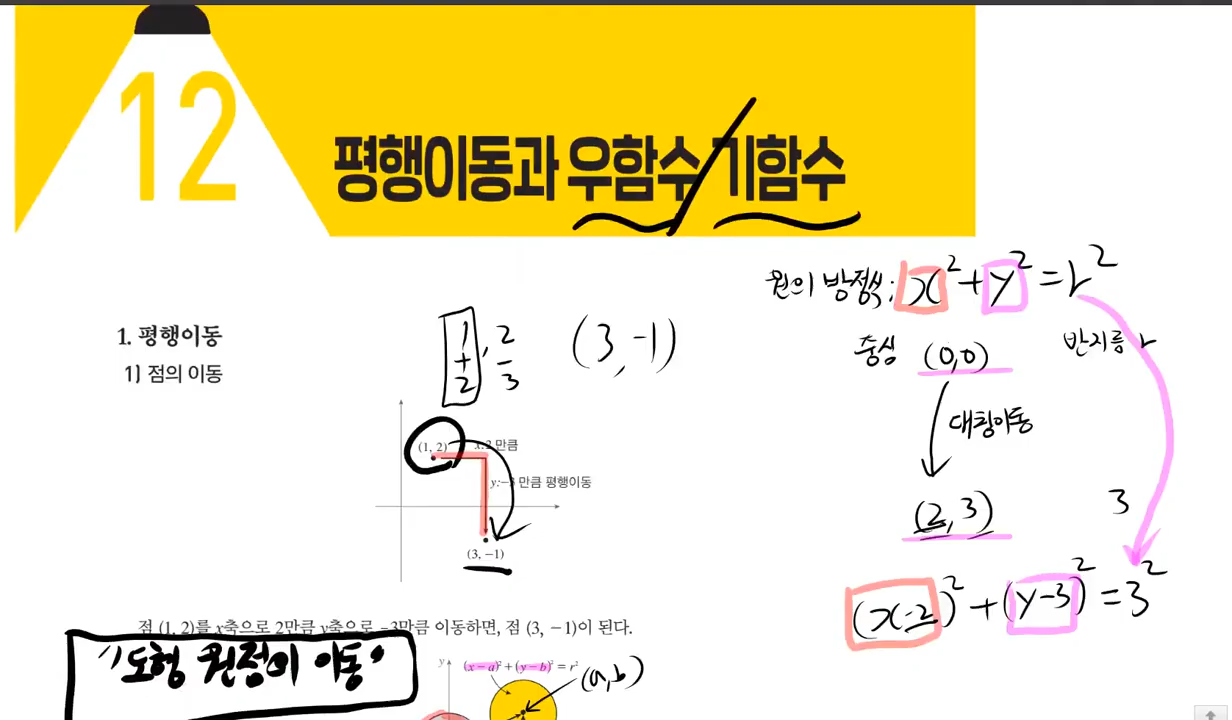 12
평행이동과 우함수/기함수
원의 방정식; x²+y²=r²
1. 평행이동
1) 점의 이동
1+2, 2-3 (3,-1)
중심 (0,0) 반지름 r
대칭이동
(1, 2) x:2 만큼
y:-3 만큼 평행이동
(2,3) 3
(3, -1)
(x-2)²+(y-3)²=3²
점 (1, 2)를 x축으로 2만큼 y축으로 -3만큼 이동하면, 점 (3, -1)이 된다.
"도형 원점이 이동"
y (x-a)²+(y-b)²=r² (a,b)